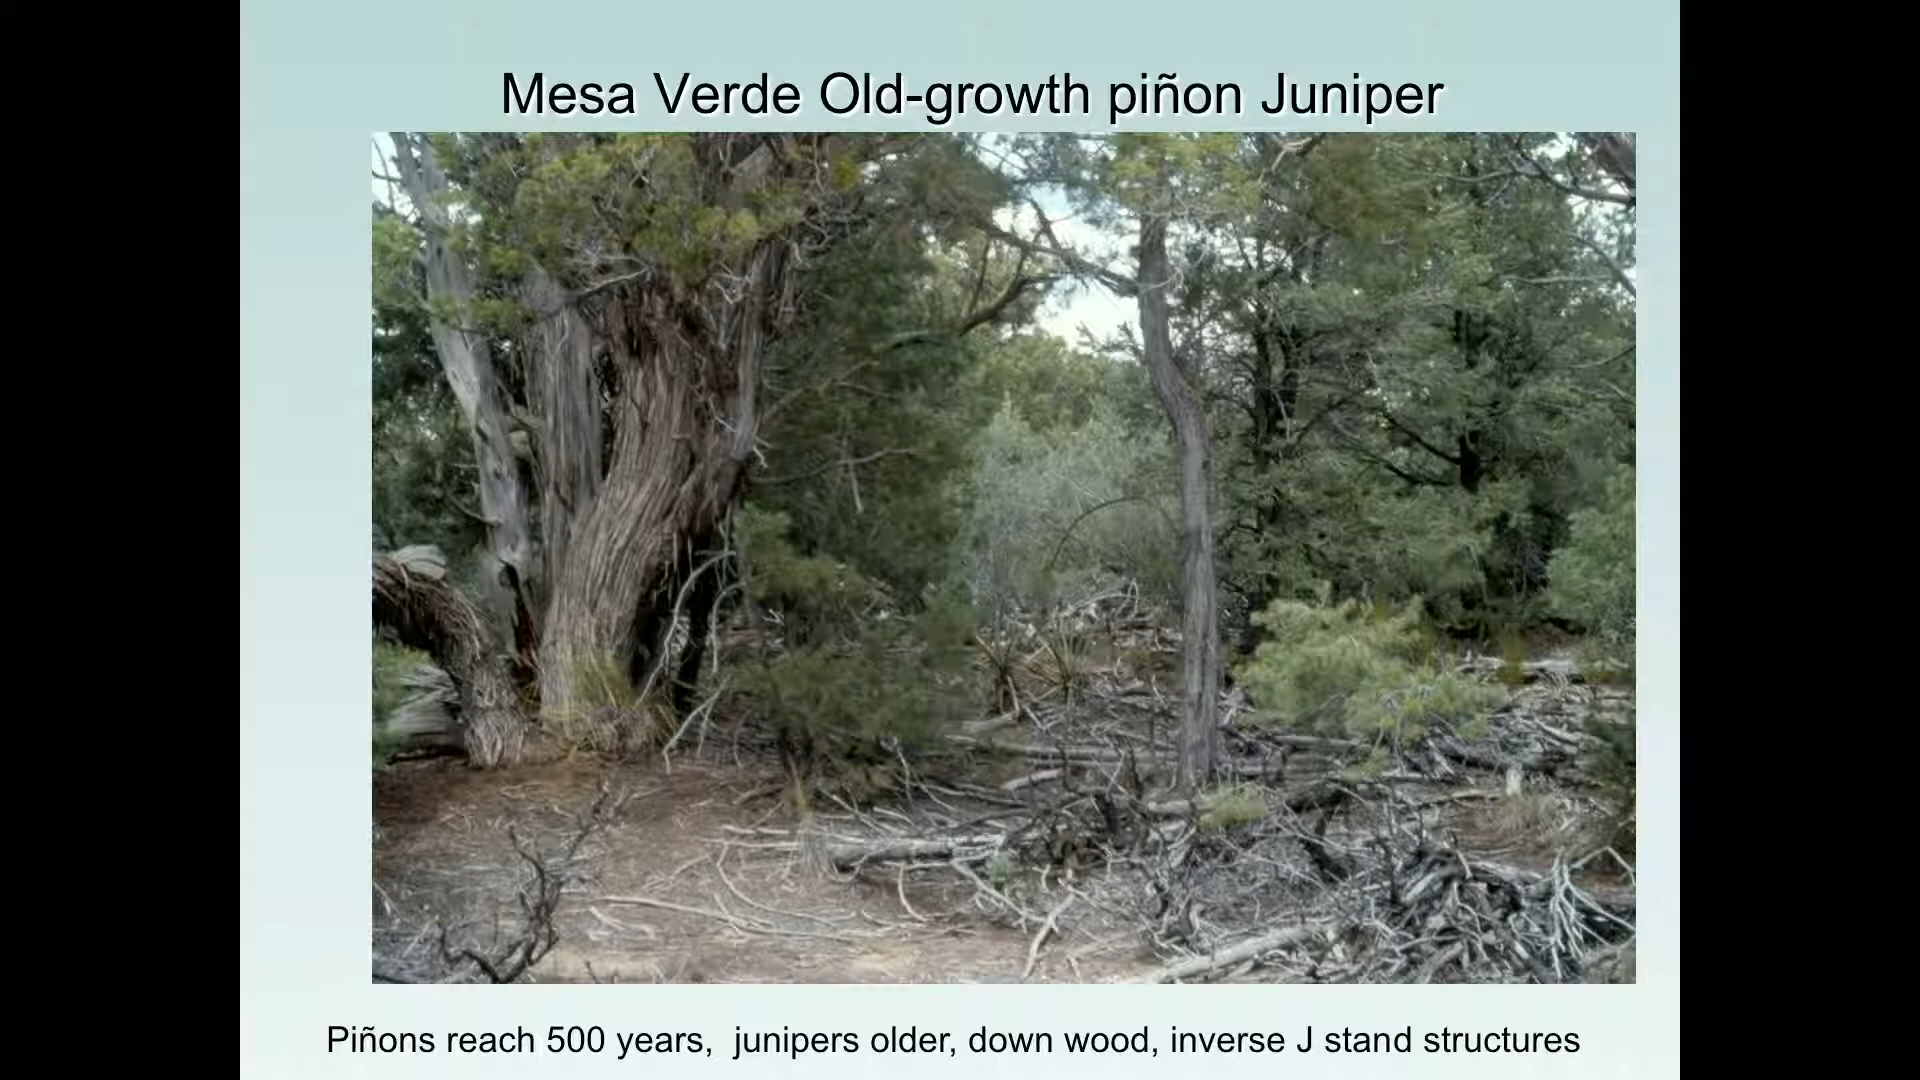 Mesa Verde Old-growth piñon Juniper
Piñons reach 500 years,  junipers older, down wood, inverse J stand structures